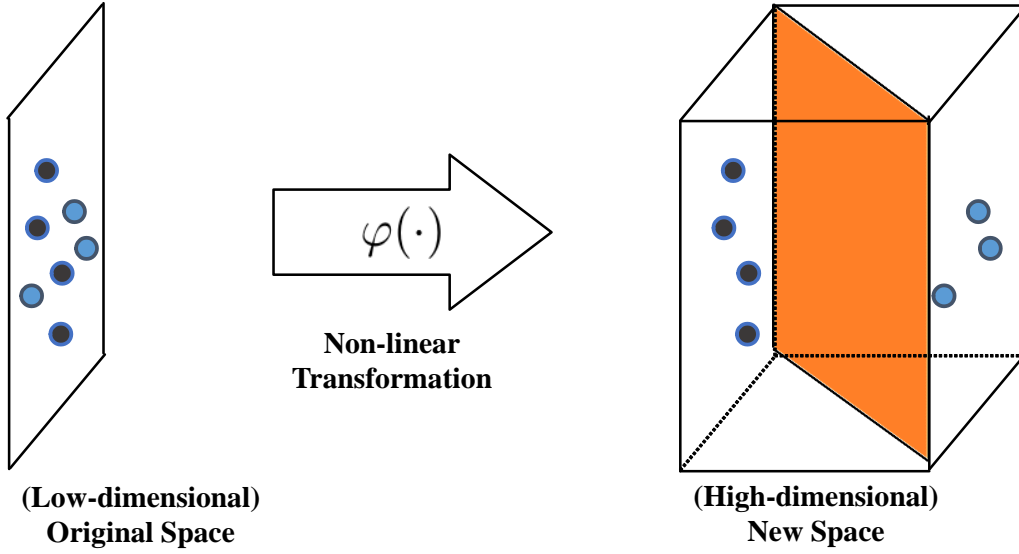 φ(·)
Non-linear
Transformation
(Low-dimensional)
Original Space
(High-dimensional)
New Space